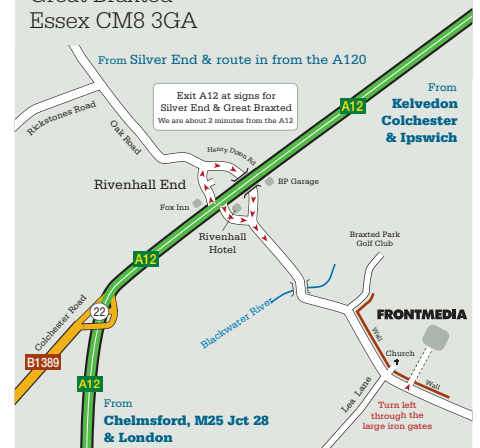 Great Braxted
Essex CM8 3GA
From Silver End & route in from the A120
Exit A12 at signs for
Silver End & Great Braxted
We are about 2 minutes from the A12
A12
From
Kelvedon
Colchester
& Ipswich
Rickstones Road
Oak Road
Henry Dixon Rd
Rivenhall End
BP Garage
Fox Inn
Rivenhall
Hotel
Braxted Park
Golf Club
A12
Colchester Road
22
Blackwater River
FRONTMEDIA
Wall
Church
B1389
A12
Lea Lane
Wall
From
Chelmsford, M25 Jct 28
& London
Turn left
through the
large iron gates